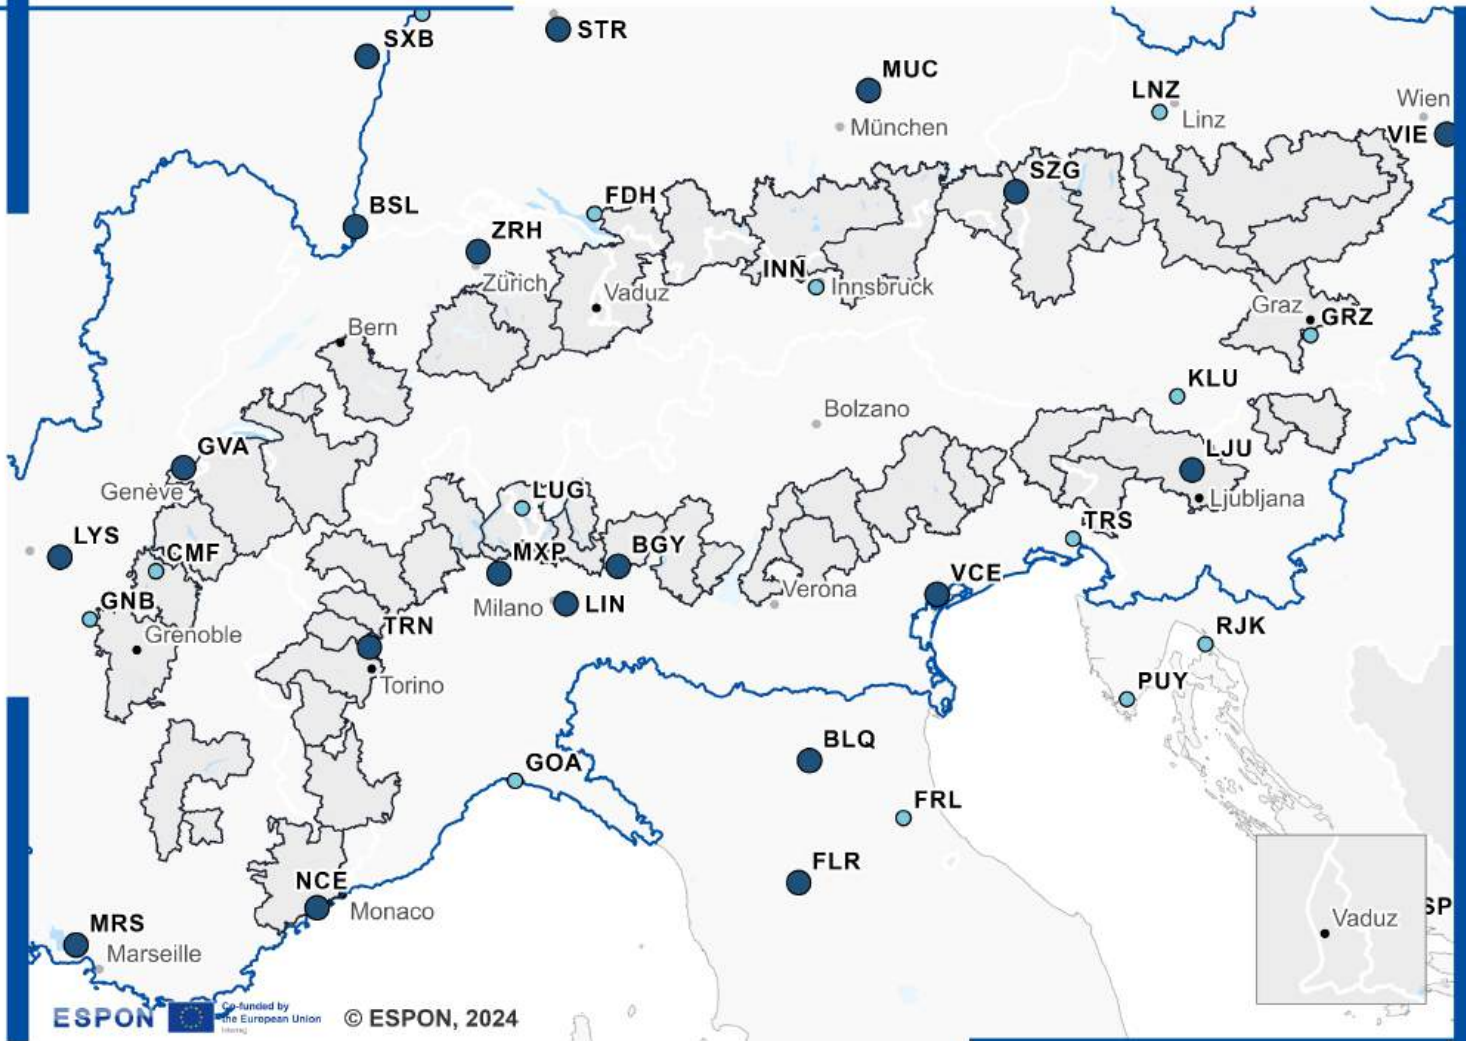 SXB
STR
MUC
LNZ
Linz
Wien
VIE
München
SZG
FDH
BSL
ZRH
Zürich
INN
Innsbruck
Vaduz
Graz
GRZ
Bern
KLU
Bolzano
GVA
Genève
LJU
Ljubljana
LUG
LYS
CMF
MXP
BGY
TRS
GNB
Milano
LIN
Verona
VCE
Grenoble
TRN
Torino
RJK
PUY
BLQ
GOA
FRL
FLR
NCE
Monaco
MRS
Marseille
SP
Vaduz
ESPON
Co-funded by
the European Union
Interreg
© ESPON, 2024